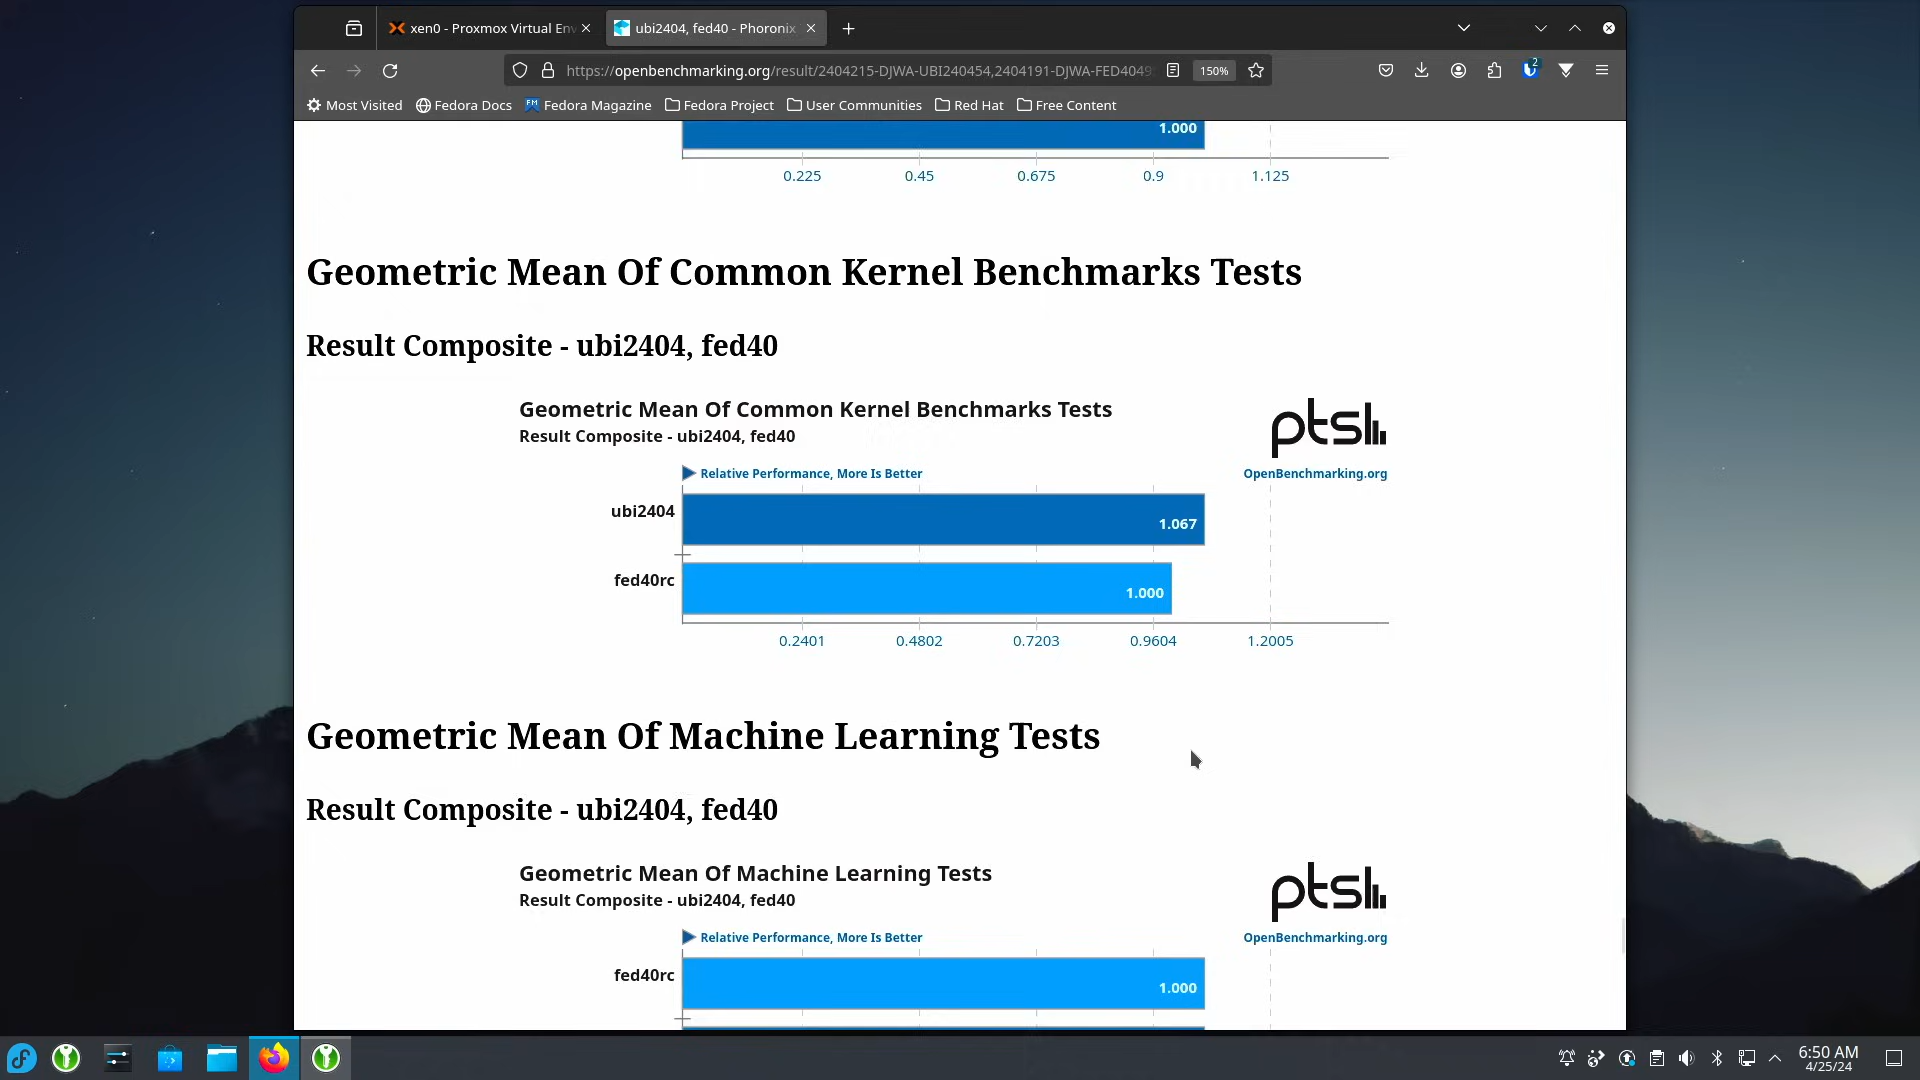 xen0 - Proxmox Virtual Env
ubi2404, fed40 - Phoronix
https://openbenchmarking.org/result/2404215-DJWA-UBI240454,2404191-DJWA-FED4049
150%
2
Most Visited
Fedora Docs
Fedora Magazine
Fedora Project
User Communities
Red Hat
Free Content
1.000
0.225 0.45 0.675 0.9 1.125
Geometric Mean Of Common Kernel Benchmarks Tests
Result Composite - ubi2404, fed40
Geometric Mean Of Common Kernel Benchmarks Tests
Result Composite - ubi2404, fed40
ptsl
Relative Performance, More Is Better
OpenBenchmarking.org
ubi2404
1.067
fed40rc
1.000
0.2401 0.4802 0.7203 0.9604 1.2005
Geometric Mean Of Machine Learning Tests
Result Composite - ubi2404, fed40
Geometric Mean Of Machine Learning Tests
Result Composite - ubi2404, fed40
ptsl
Relative Performance, More Is Better
OpenBenchmarking.org
fed40rc
1.000
6:50 AM
4/25/24